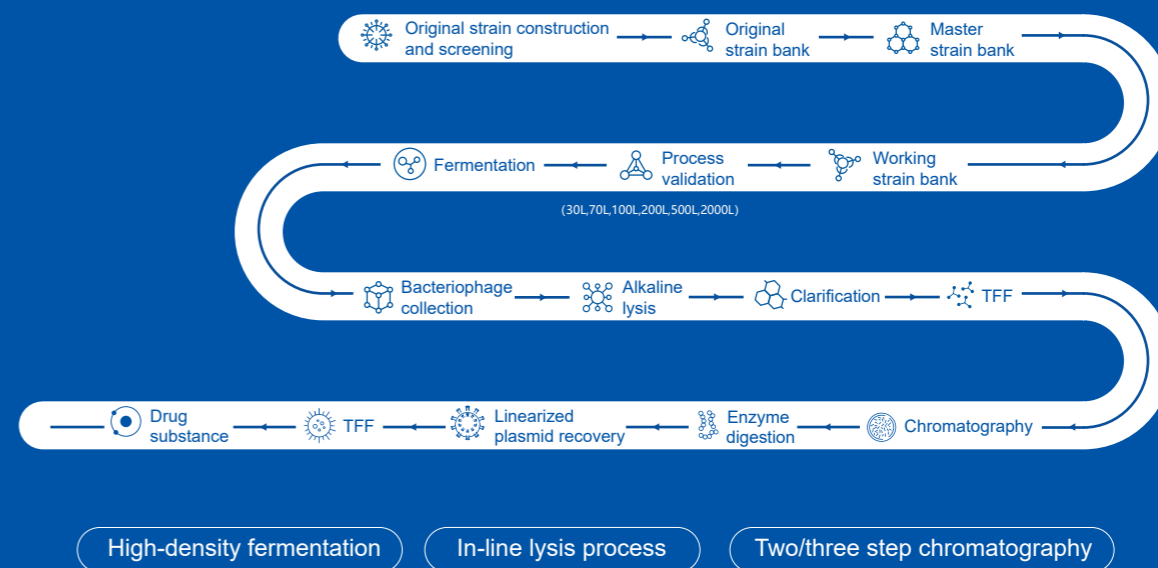 Original strain construction
and screening
Original
strain bank
Master
strain bank
Working
strain bank
Process
validation
Fermentation
(30L,70L,100L,200L,500L,2000L)
Bacteriophage
collection
Alkaline
lysis
Clarification
TFF
Chromatography
Enzyme
digestion
Linearized
plasmid recovery
TFF
Drug
substance
High-density fermentation
In-line lysis process
Two/three step chromatography